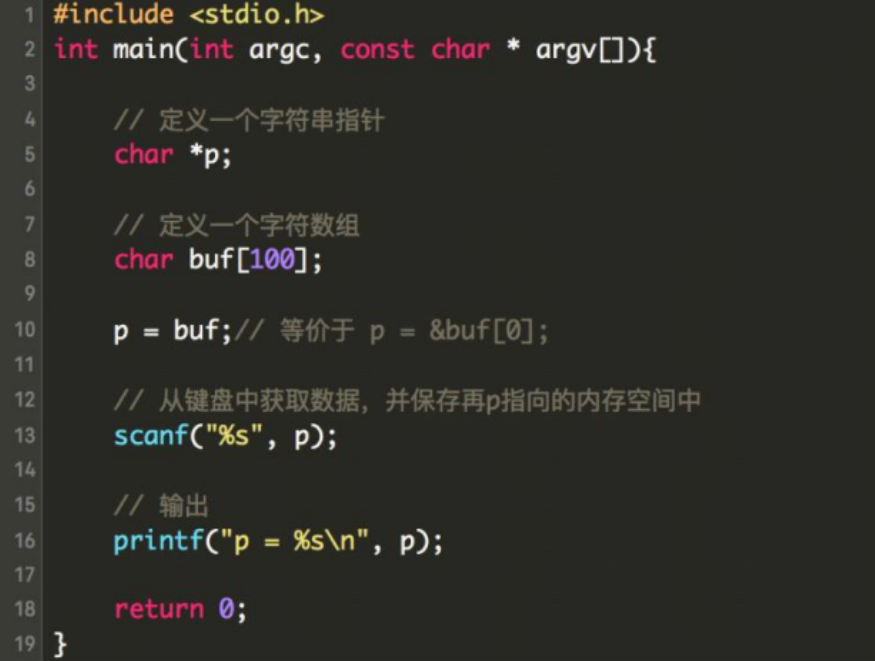 1 #include <stdio.h>
2 int main(int argc, const char * argv[]){
3
4 // 定义一个字符串指针
5 char *p;
6
7 // 定义一个字符数组
8 char buf[100];
9
10 p = buf;// 等价于 p = &buf[0];
11
12 // 从键盘中获取数据，并保存再p指向的内存空间中
13 scanf("%s", p);
14
15 // 输出
16 printf("p = %s\n", p);
17
18 return 0;
19 }